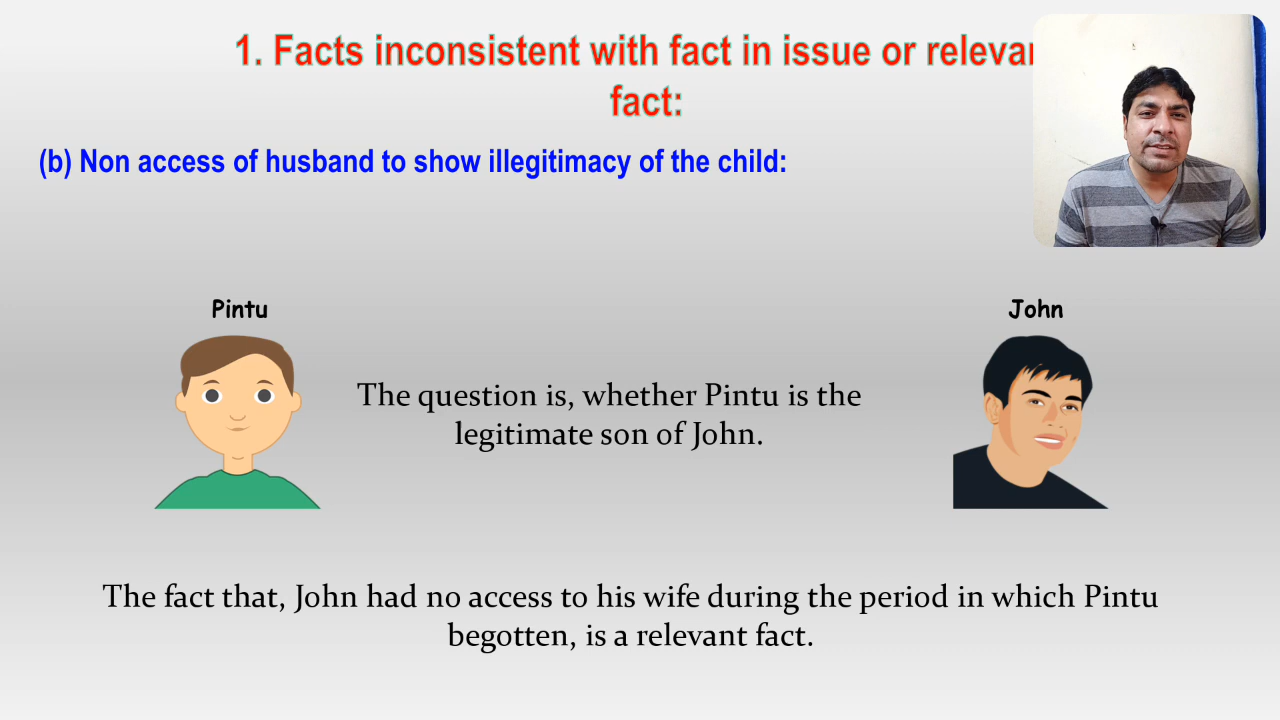 1. Facts inconsistent with fact in issue or
fact:
(b) Non access of husband to show illegitimacy of the child:
Pintu
John
The question is, whether Pintu is the
legitimate son of John.
The fact that, John had no access to his wife during the period in which Pintu
begotten, is a relevant fact.